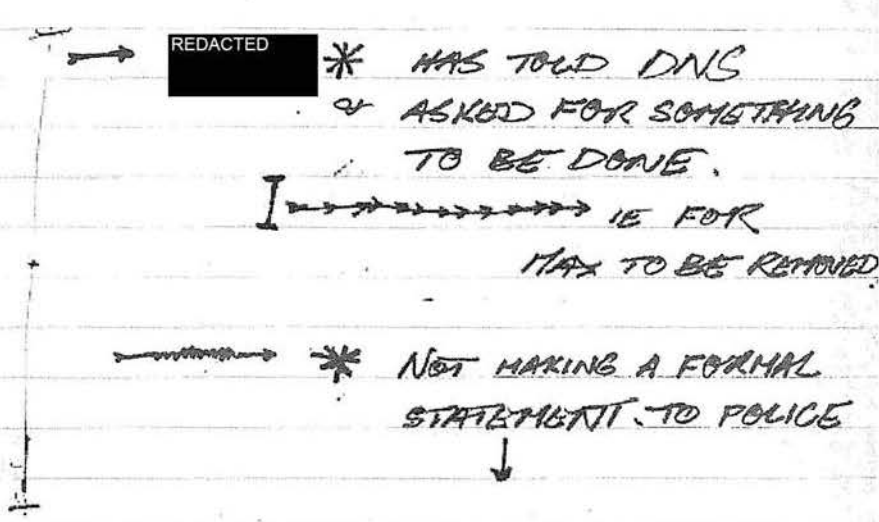 REDACTED
* HAS TOLD DNS
& ASKED FOR SOMETHING
TO BE DONE.
IE FOR
MAX TO BE REMOVED
* NOT MAKING A FORMAL
STATEMENT. TO POLICE